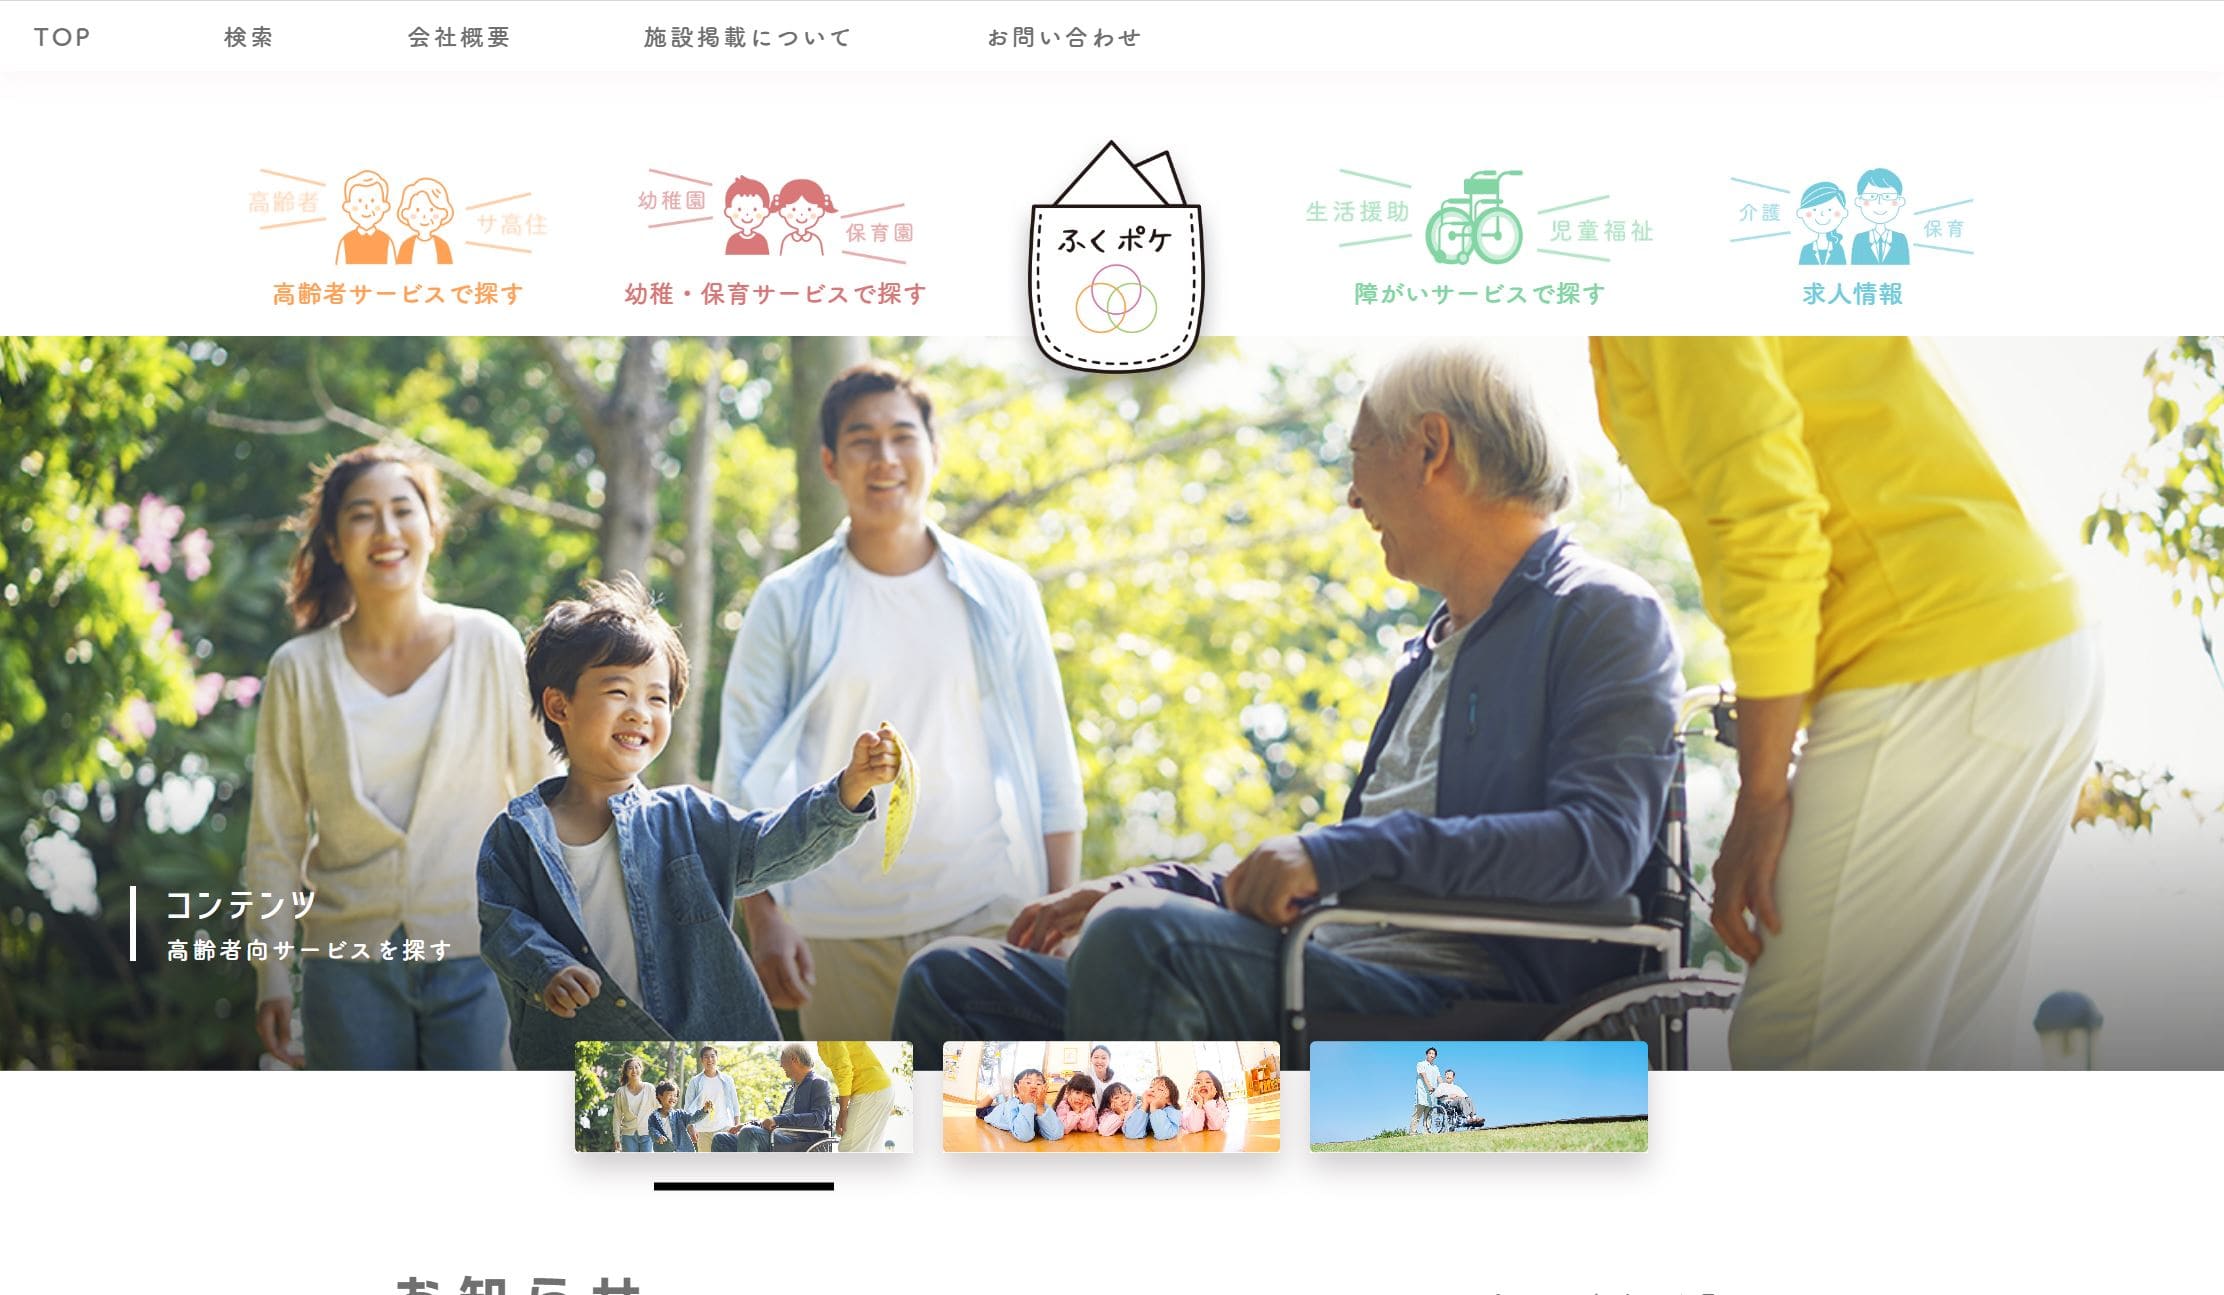 TOP
検索
会社概要
施設掲載について
お問い合わせ
高齢者
サ高住
高齢者サービスで探す
幼稚園
保育園
幼稚・保育サービスで探す
ふくポケ
生活援助
児童福祉
障がいサービスで探す
介護
保育
求人情報
コンテンツ
高齢者向サービスを探す
お知らせ